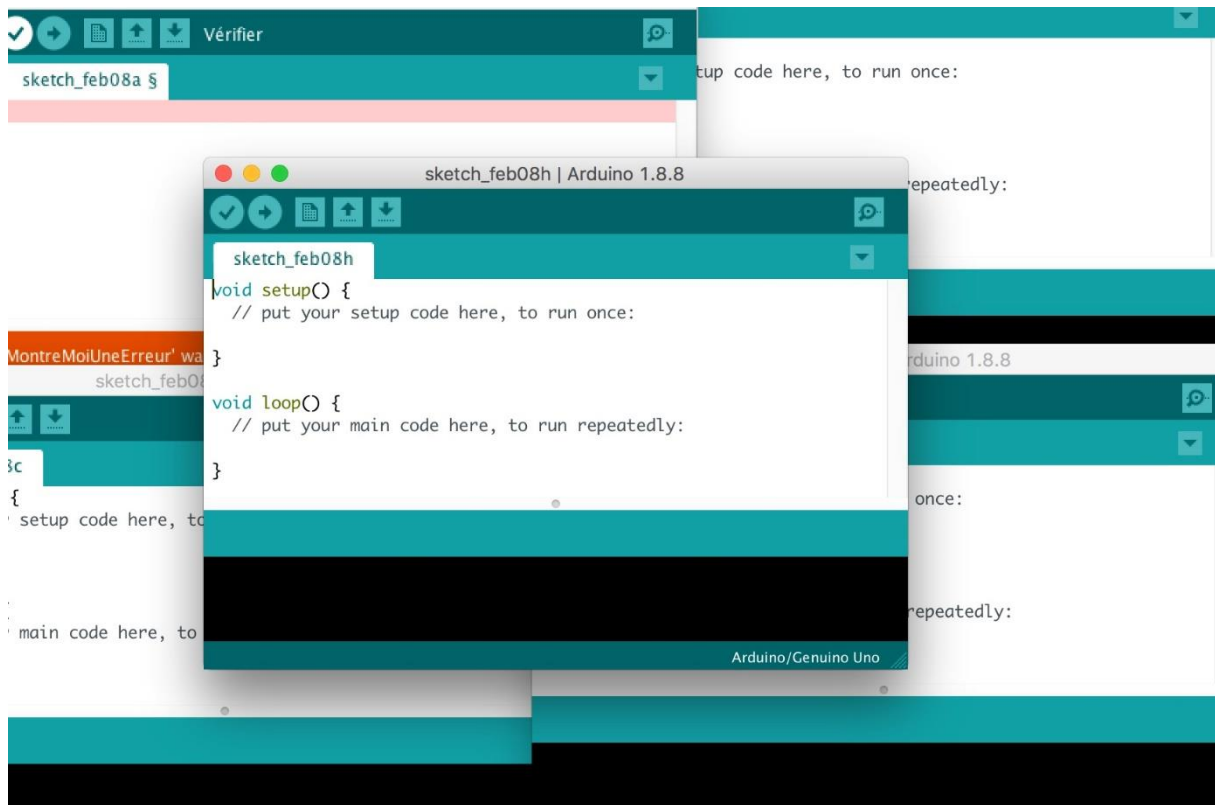 Vérifier
sketch_feb08a §
tup code here, to run once:
epeatedly:
sketch_feb08h | Arduino 1.8.8
sketch_feb08h
void setup() {
// put your setup code here, to run once:
}
void loop() {
// put your main code here, to run repeatedly:
}
Arduino/Genuino Uno
MontreMoiUneErreur' wa
sketch_feb0
8c
{
setup code here, to
main code here, to
rduino 1.8.8
once:
repeatedly: